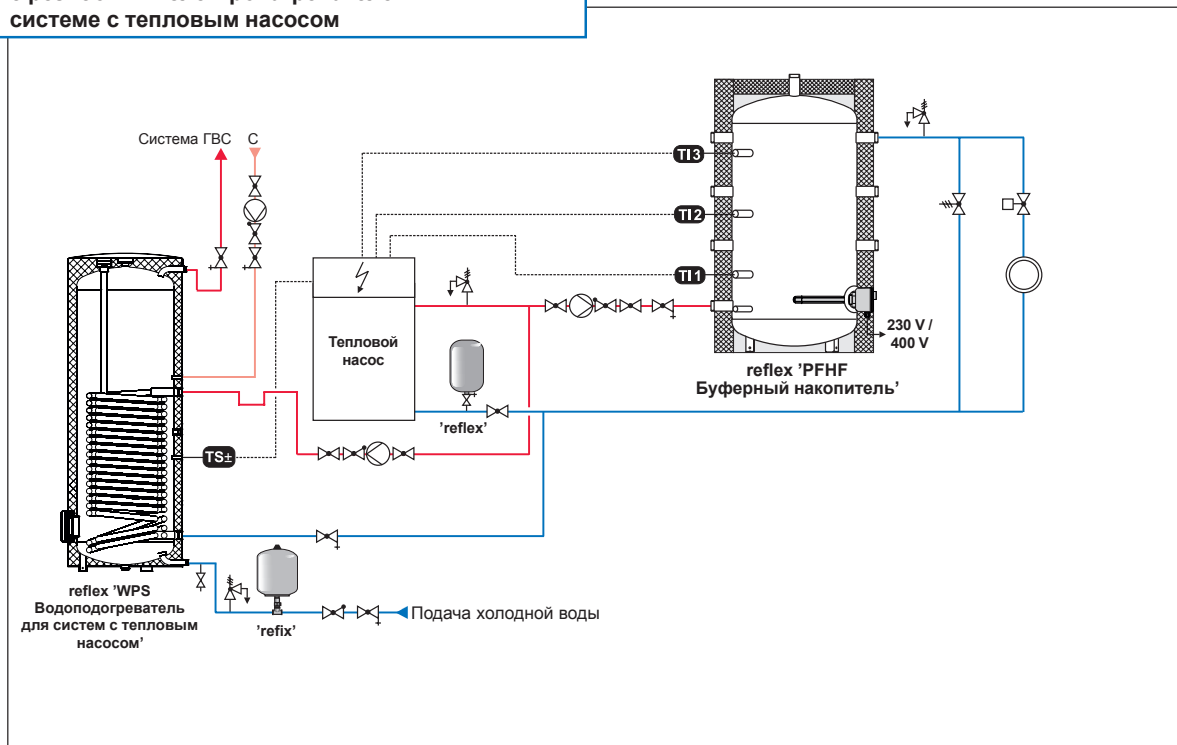 системе с тепловым насосом
Система ГВС
C
TI3
TI2
TI1
Тепловой
насос
230 V /
400 V
reflex 'PFHF
Буферный накопитель'
'reflex'
TS±
reflex 'WPS
Водоподогреватель
для систем с тепловым
насосом'
'refix'
Подача холодной воды